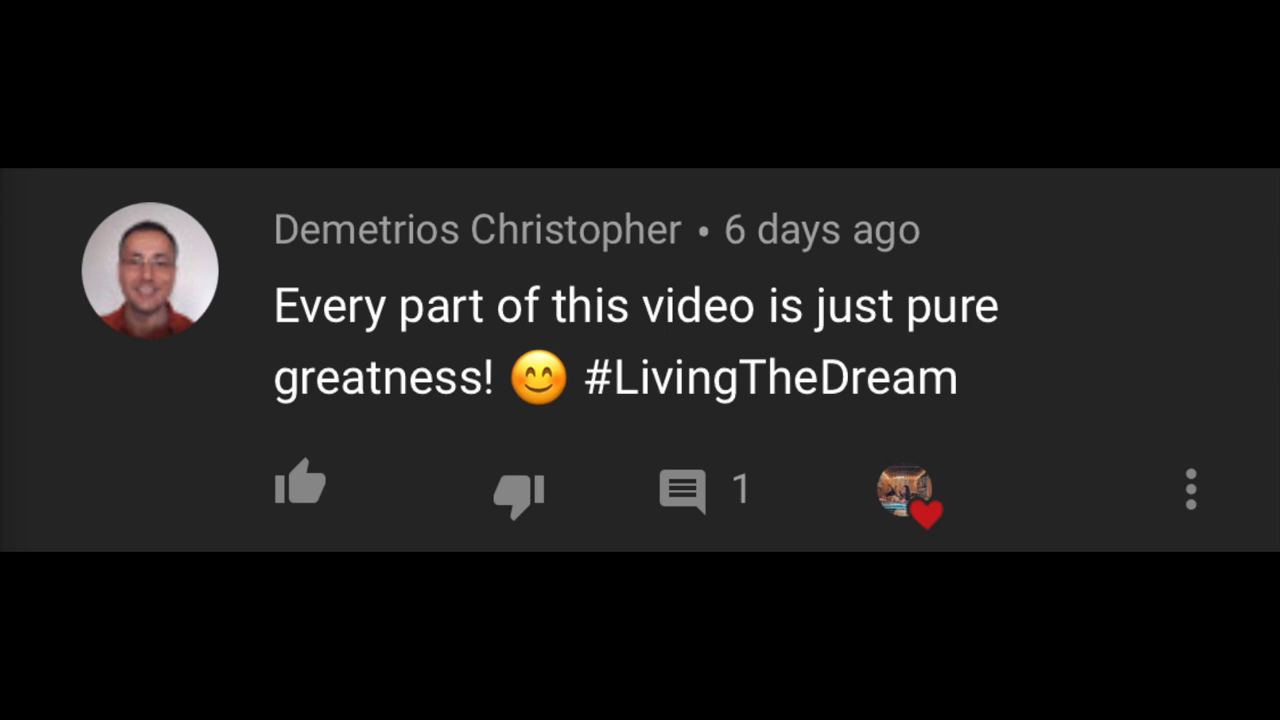 Demetrios Christopher • 6 days ago
Every part of this video is just pure
greatness! 😊 #LivingTheDream
1